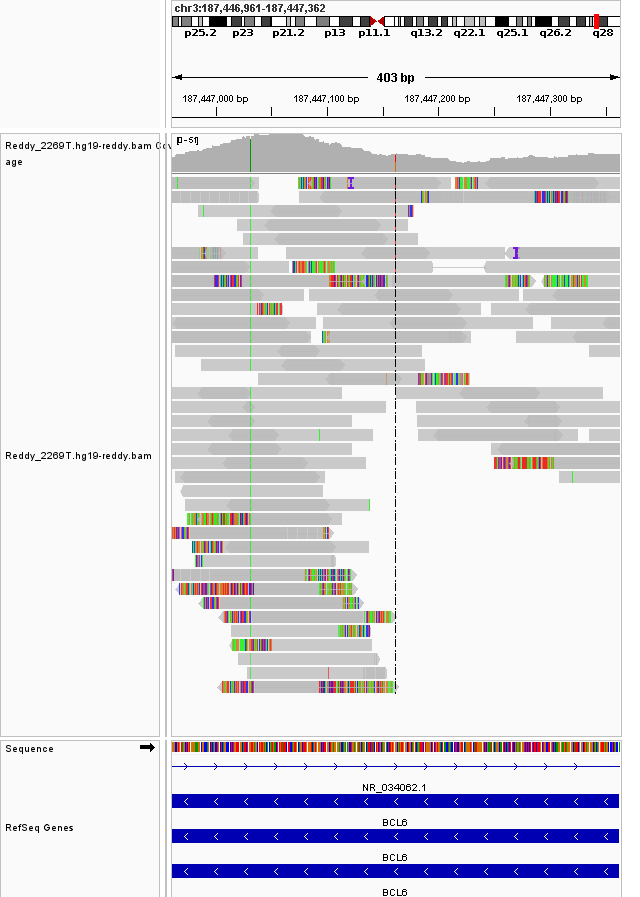 chr3:187,446,961-187,447,362
p25.2 p23 p21.2 p13 p11.1 q13.2 q22.1 q25.1 q26.2 q28
403 bp
187,447,000 bp 187,447,100 bp 187,447,200 bp 187,447,300 bp
Reddy_2269T.hg19-reddy.bam Cov
age
[0-51]
Reddy_2269T.hg19-reddy.bam
Sequence
NR_034062.1
RefSeq Genes
BCL6
BCL6
BCL6